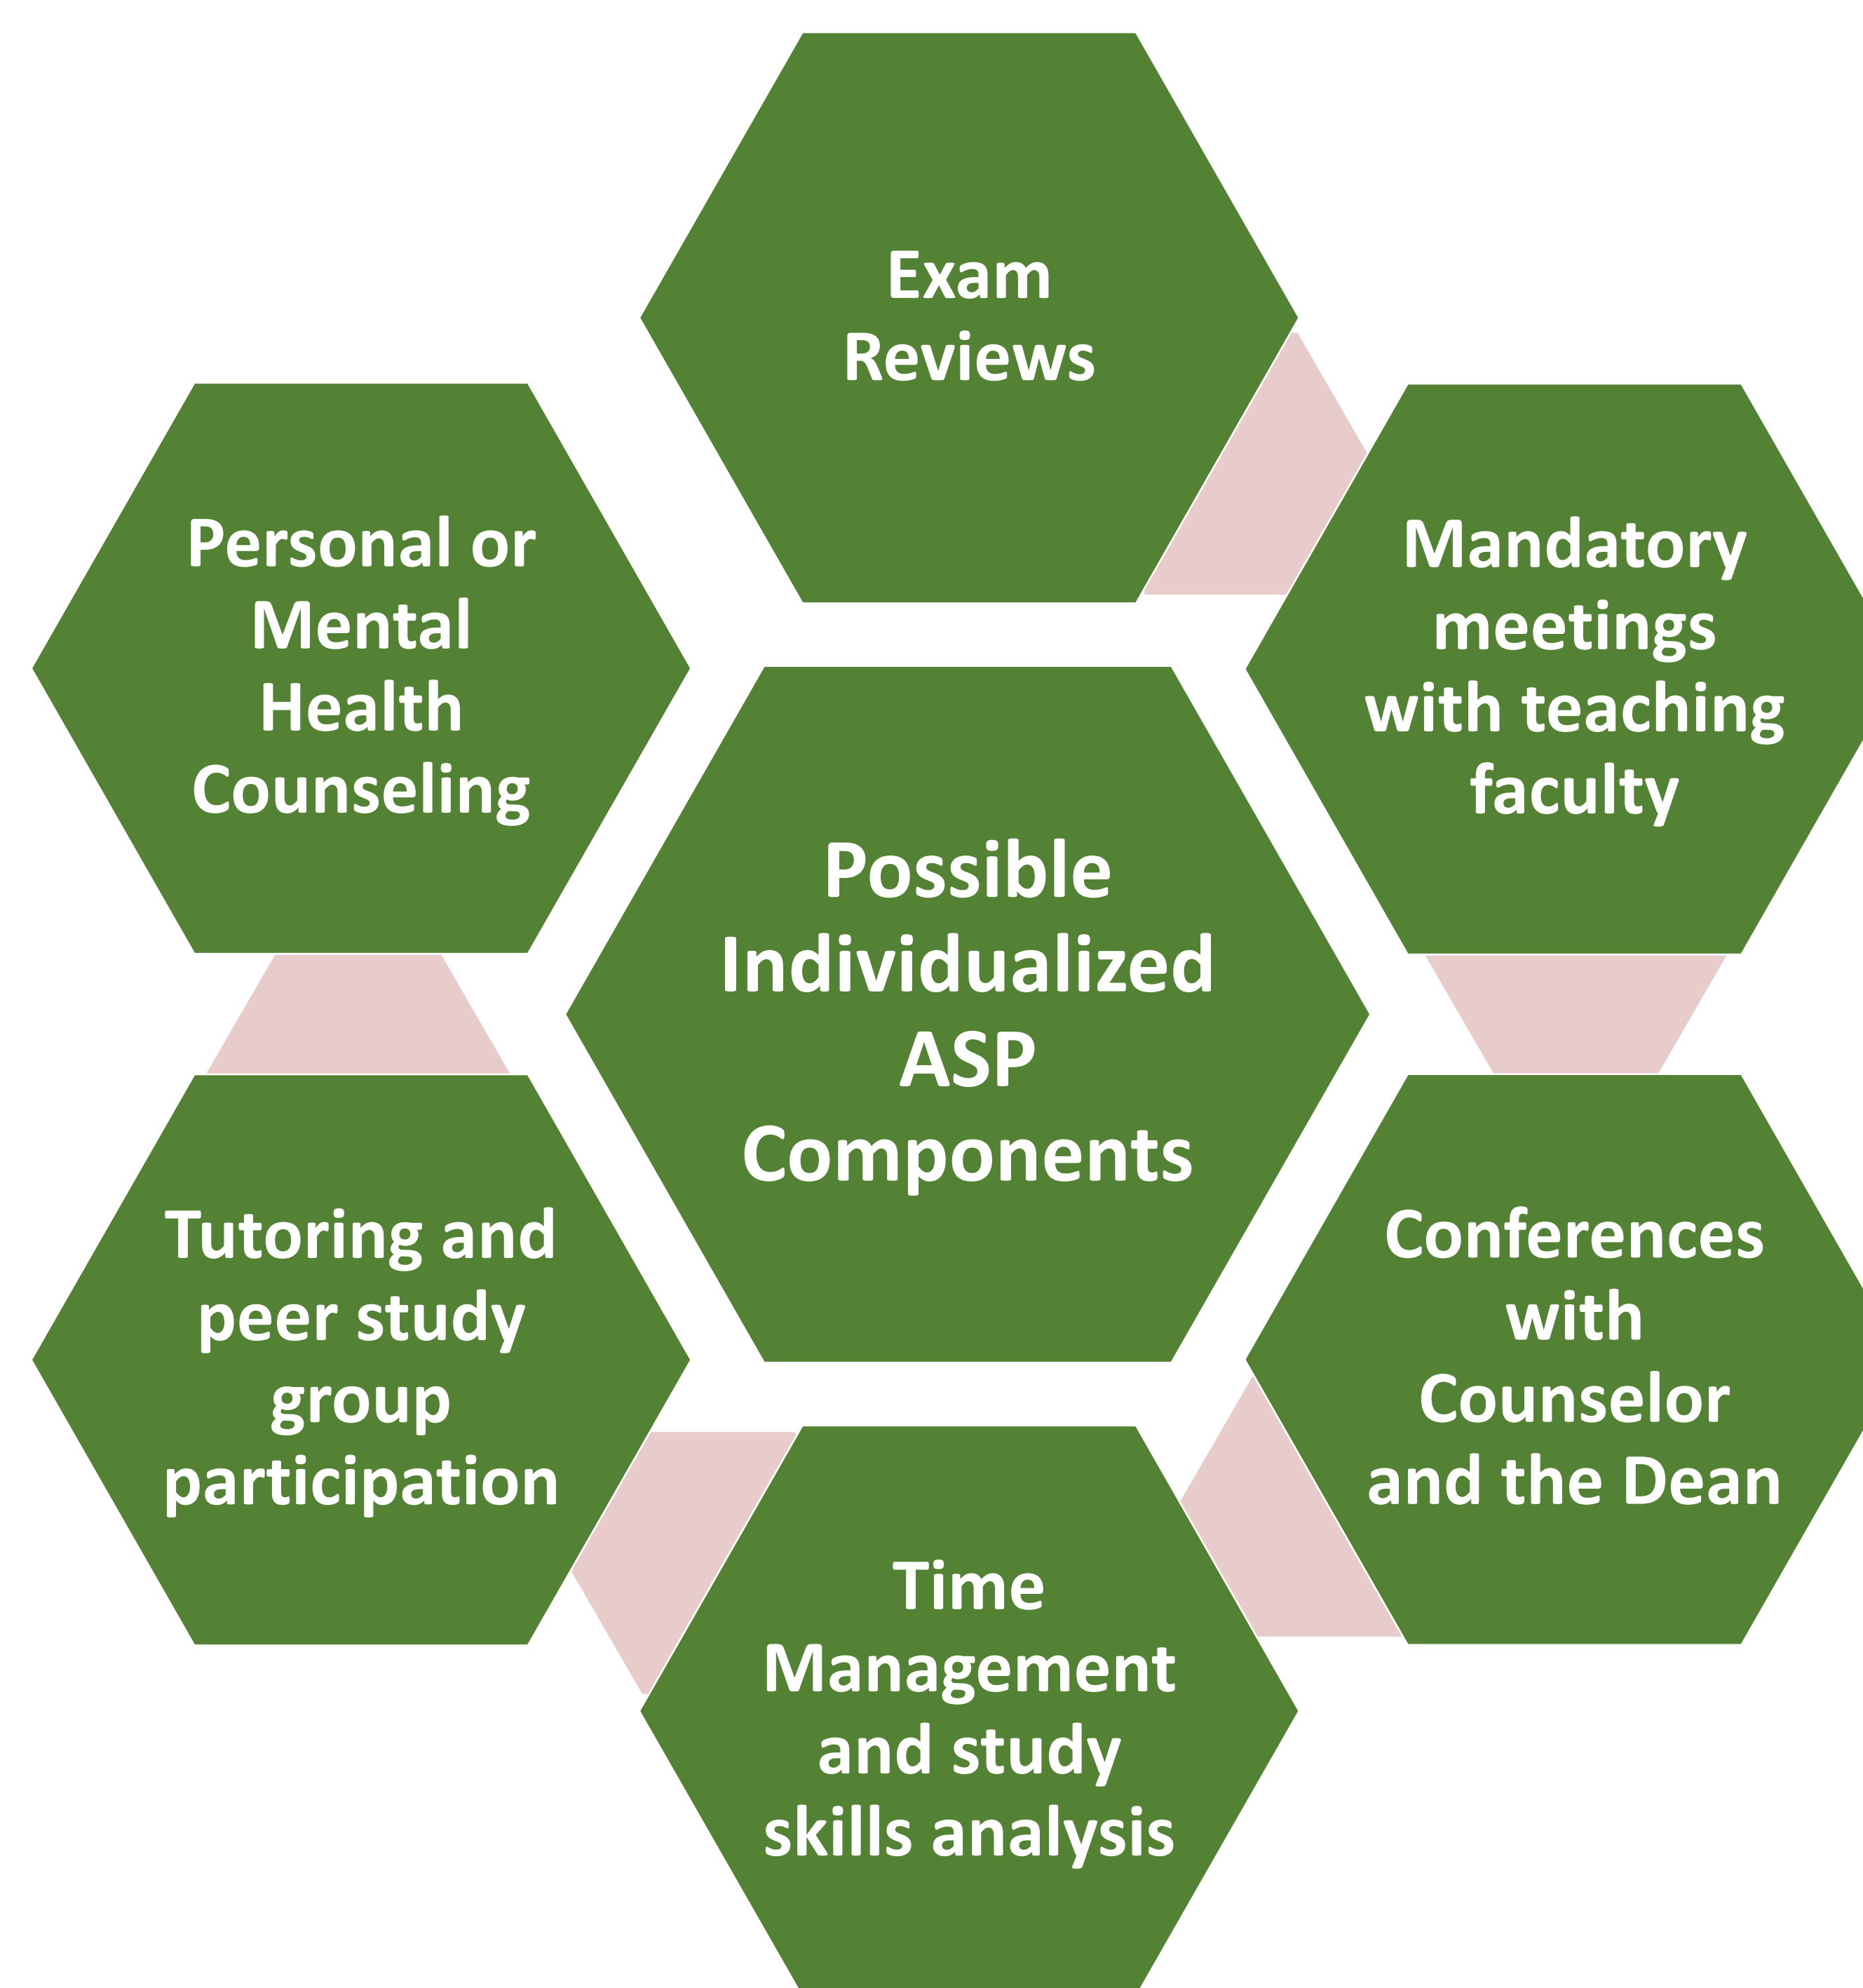 Exam
Reviews
Mandatory
meetings
with teaching
faculty
Conferences
with
Counselor
and the Dean
Time
Management
and study
skills analysis
Tutoring and
peer study
group
participation
Personal or
Mental
Health
Counseling
Possible
Individualized
ASP
Components